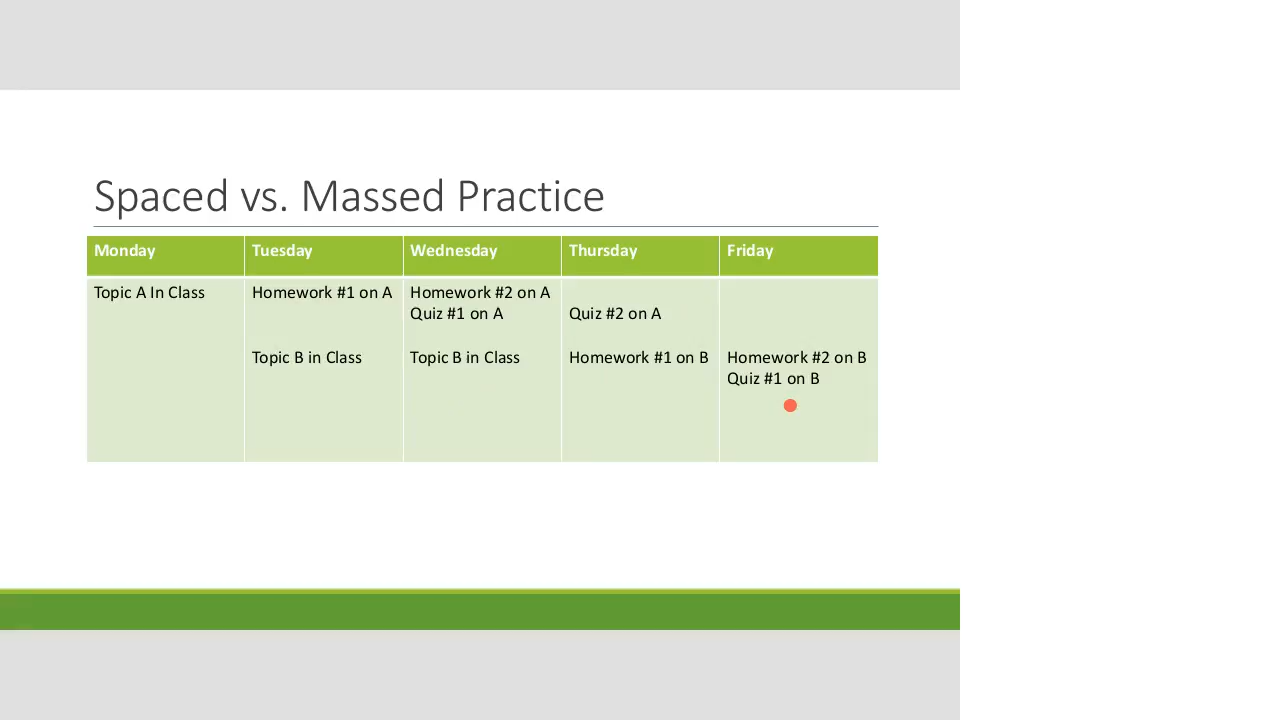 Spaced vs. Massed Practice
Monday Tuesday Wednesday Thursday Friday
Topic A In Class Homework #1 on A Homework #2 on A
Quiz #1 on A Quiz #2 on A
Topic B in Class Topic B in Class Homework #1 on B Homework #2 on B
Quiz #1 on B